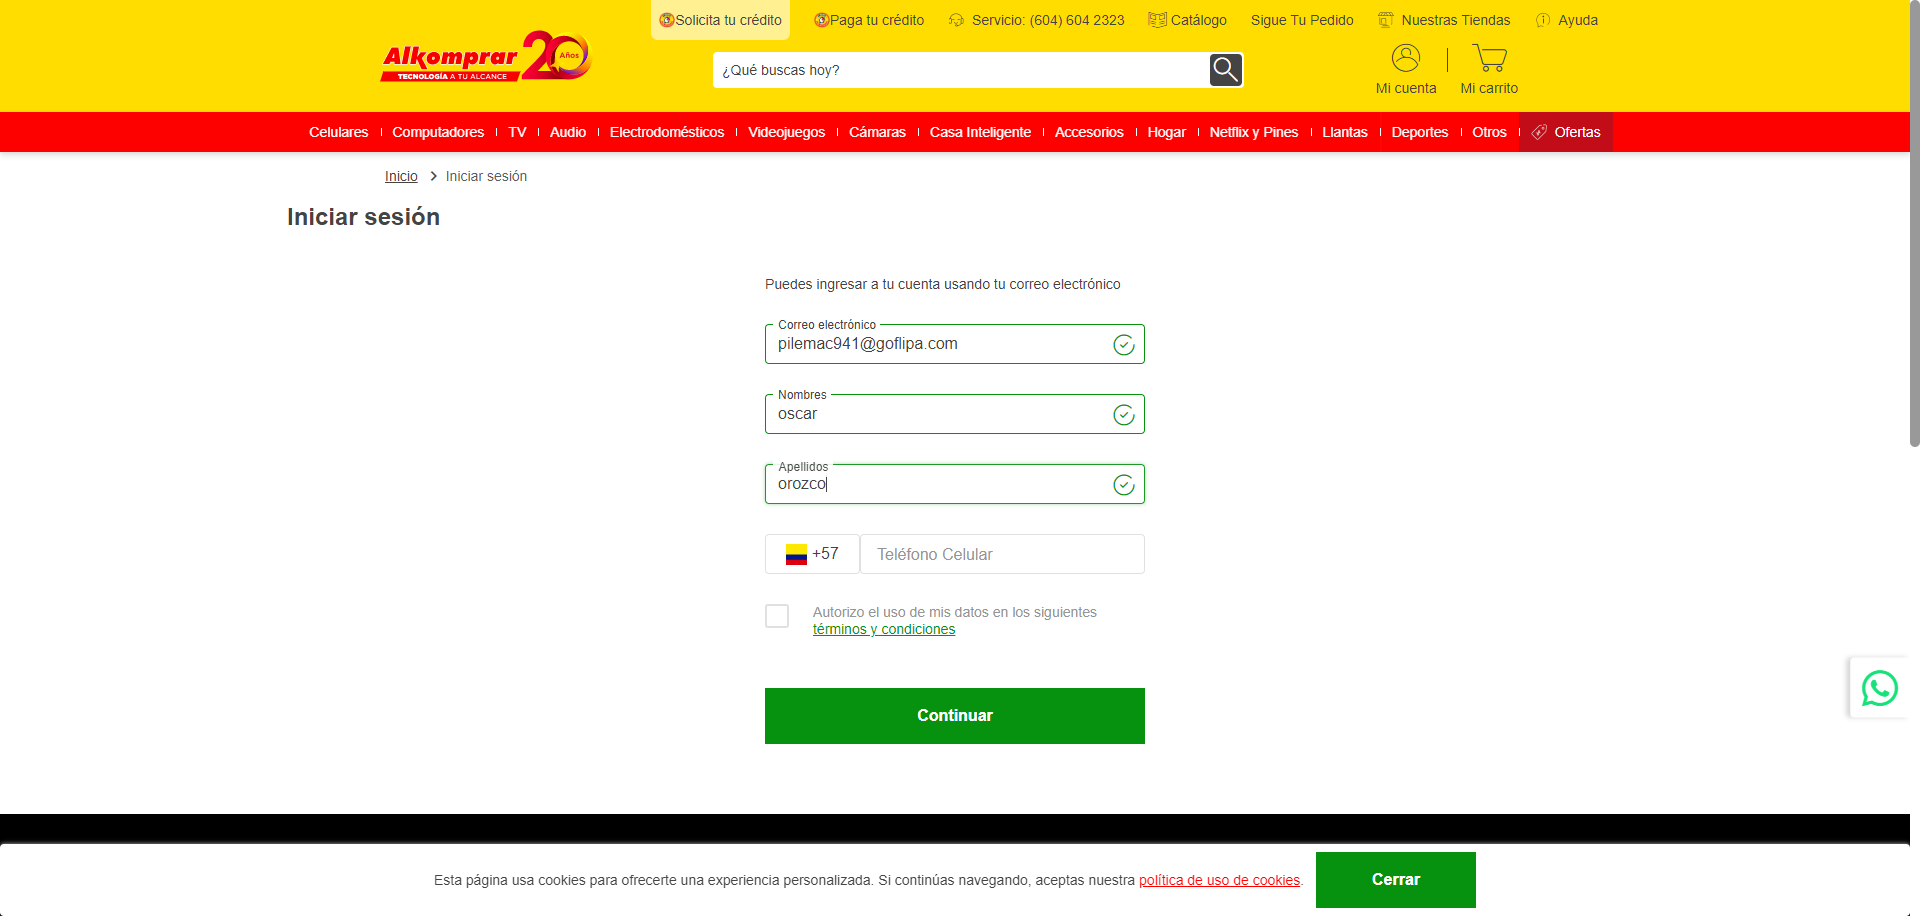 Solicita tu crédito
Paga tu crédito
Servicio: (604) 604 2323
Catálogo
Sigue Tu Pedido
Nuestras Tiendas
Ayuda
Alkomprar 20 Años
TECNOLOGÍA A TU ALCANCE
¿Qué buscas hoy?
Mi cuenta
Mi carrito
Celulares
Computadores
TV
Audio
Electrodomésticos
Videojuegos
Cámaras
Casa Inteligente
Accesorios
Hogar
Netflix y Pines
Llantas
Deportes
Otros
Ofertas
Inicio > Iniciar sesión
Iniciar sesión
Puedes ingresar a tu cuenta usando tu correo electrónico
Correo electrónico
pilemac941@goflipa.com
Nombres
oscar
Apellidos
orozco
+57
Teléfono Celular
Autorizo el uso de mis datos en los siguientes
términos y condiciones
Continuar
Esta página usa cookies para ofrecerte una experiencia personalizada. Si continúas navegando, aceptas nuestra política de uso de cookies.
Cerrar